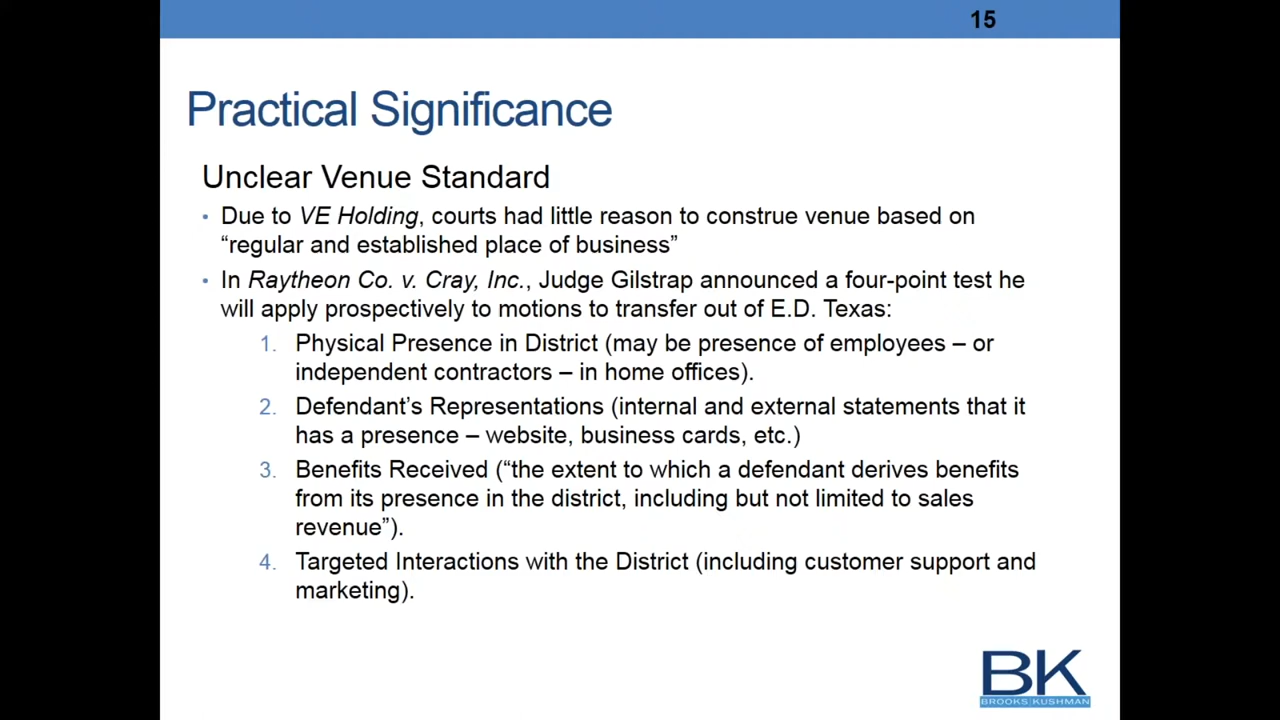 15
Practical Significance
Unclear Venue Standard
• Due to VE Holding, courts had little reason to construe venue based on
“regular and established place of business”
• In Raytheon Co. v. Cray, Inc., Judge Gilstrap announced a four-point test he
will apply prospectively to motions to transfer out of E.D. Texas:
1. Physical Presence in District (may be presence of employees – or
independent contractors – in home offices).
2. Defendant’s Representations (internal and external statements that it
has a presence – website, business cards, etc.)
3. Benefits Received (“the extent to which a defendant derives benefits
from its presence in the district, including but not limited to sales
revenue”).
4. Targeted Interactions with the District (including customer support and
marketing).
BK
BROOKS KUSHMAN